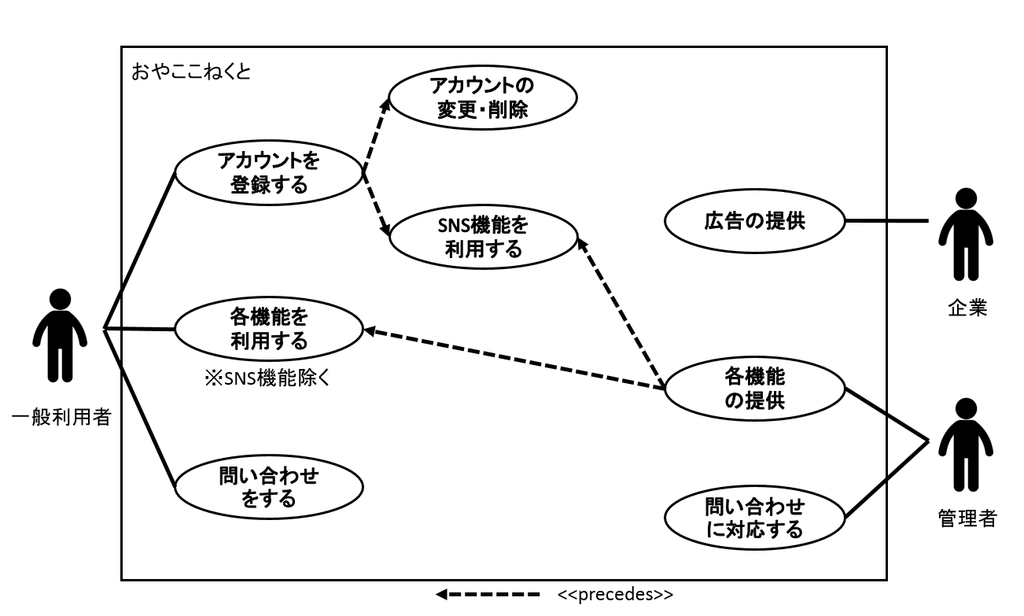 おやここねくと
アカウントの
変更・削除
アカウントを
登録する
SNS機能を
利用する
広告の提供
企業
各機能を
利用する
※SNS機能除く
一般利用者
各機能
の提供
問い合わせ
をする
問い合わせ
に対応する
管理者
<<precedes>>